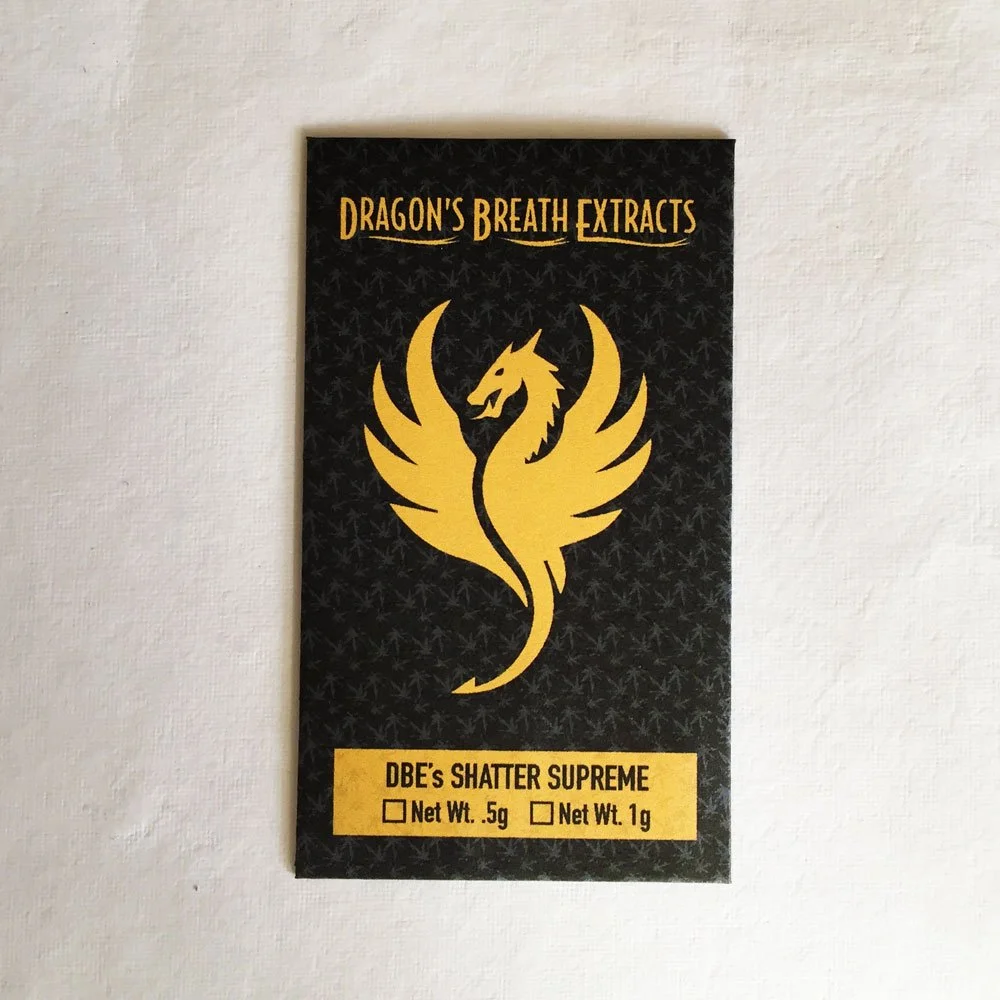 DRAGON'S BREATH EXTRACTS
DBE's SHATTER SUPREME
☐ Net Wt. .5g ☐ Net Wt. 1g